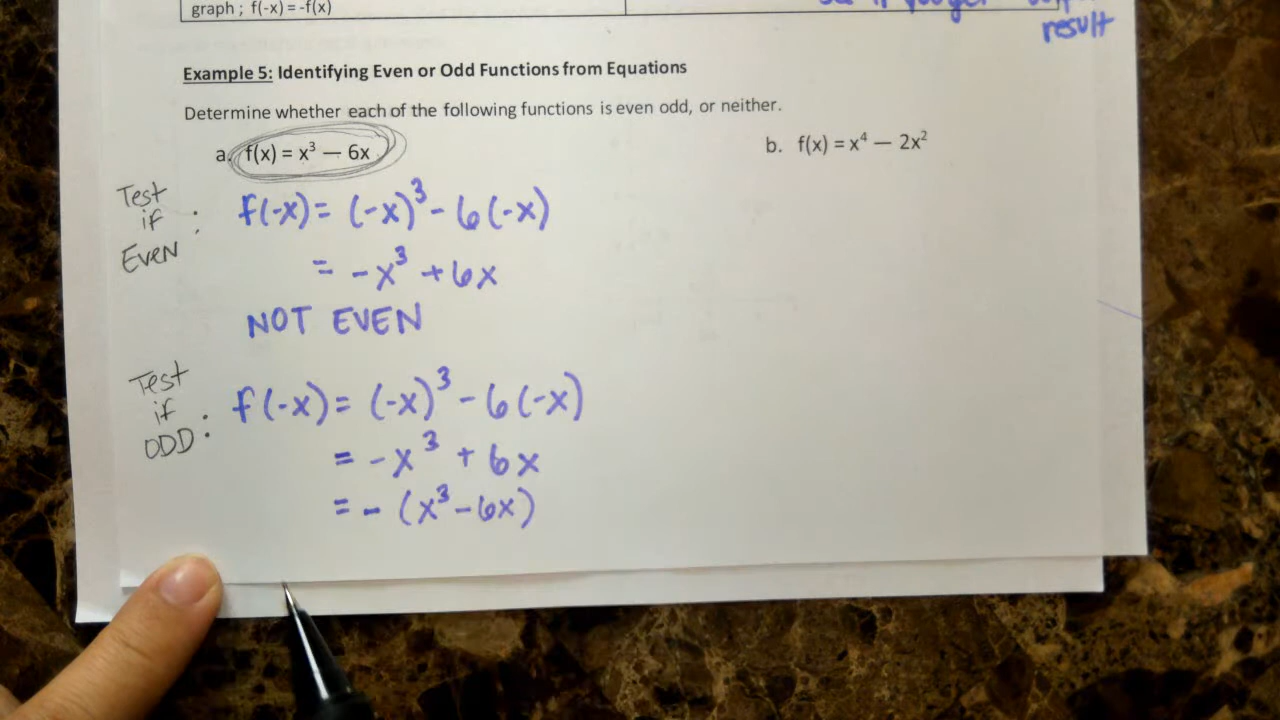 graph ; f(-x) = -f(x)
result
Example 5: Identifying Even or Odd Functions from Equations
Determine whether each of the following functions is even odd, or neither.
a. f(x) = x³ — 6x
b. f(x) = x⁴ — 2x²
Test
if
Even :
f(-x) = (-x)³ - 6(-x)
= -x³ + 6x
NOT EVEN
Test
if
ODD :
f(-x) = (-x)³ - 6(-x)
= -x³ + 6x
= - (x³ - 6x)